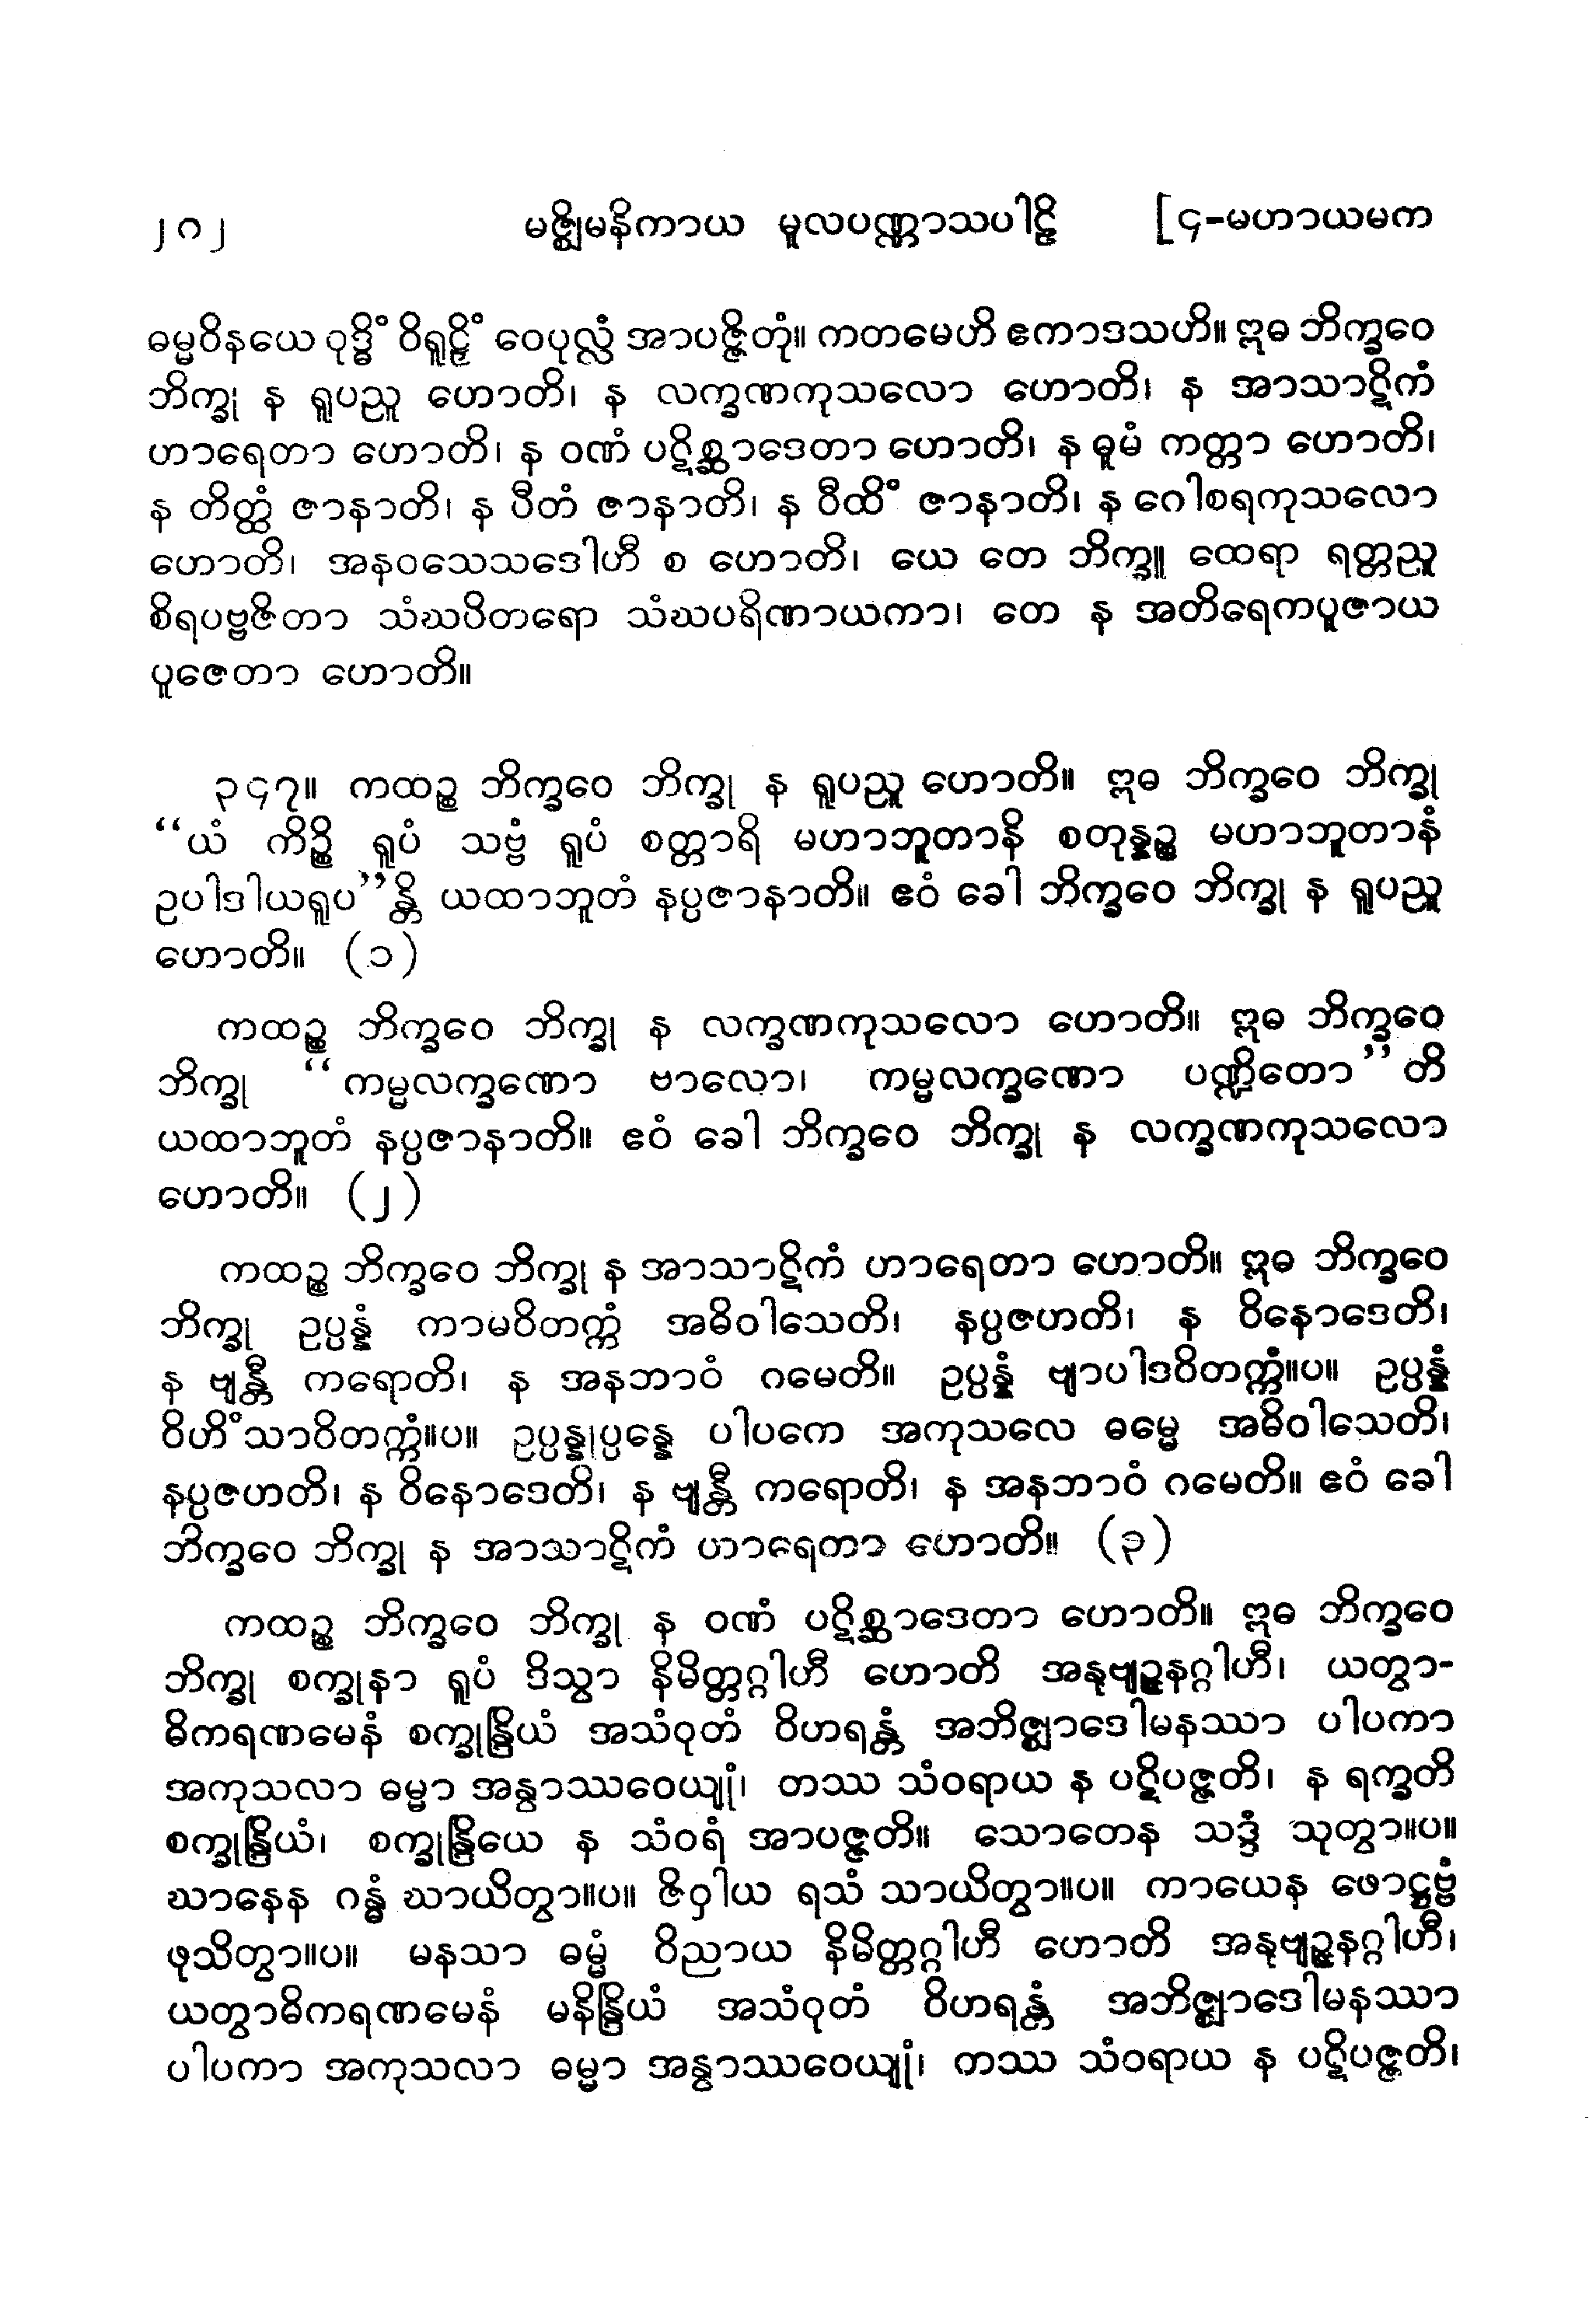 ၂၈၂ မဇ္ဈိမနိကာယ မူလပဏ္ဏာသပါဠိ [၄-မဟာယမက
ဓမ္မဝိနယေ ဝုဒ္ဓိံ ဝိရူဠှိံ ဝေပုလ္လံ အာပဇ္ဇိတုံ။ ကတမေဟိ ဧကာဒသဟိ။ ဣဓ ဘိက္ခဝေ
ဘိက္ခု န ရူပညူ ဟောတိ၊ န လက္ခဏကုသလော ဟောတိ၊ န အာသာဋိကံ
ဟာရေတာ ဟောတိ၊ န ဝဏံ ပဋိစ္ဆာဒေတာ ဟောတိ၊ န ဓူမံ ကတ္တာ ဟောတိ၊
န တိတ္ထံ ဇာနာတိ၊ န ပီတံ ဇာနာတိ၊ န ဝီထိံ ဇာနာတိ၊ န ဂေါစရကုသလော
ဟောတိ၊ အနဝသေသဒေါဟီ စ ဟောတိ၊ ယေ တေ ဘိက္ခူ ထေရာ ရတ္တညူ
စိရပဗ္ဗဇိတာ သံဃပိတရော သံဃပရိဏာယကာ၊ တေ န အတိရေကပူဇာယ
ပူဇေတာ ဟောတိ။
၃၄၇။ ကထဉ္စ ဘိက္ခဝေ ဘိက္ခု န ရူပညူ ဟောတိ။ ဣဓ ဘိက္ခဝေ ဘိက္ခု
“ယံ ကိဉ္စိ ရူပံ သဗ္ဗံ ရူပံ စတ္တာရိ မဟာဘူတာနိ စတုန္နဉ္စ မဟာဘူတာနံ
ဥပါဒါယရူပ”န္တိ ယထာဘူတံ နပ္ပဇာနာတိ။ ဧဝံ ခေါ ဘိက္ခဝေ ဘိက္ခု န ရူပညူ
ဟောတိ။ (၁)
ကထဉ္စ ဘိက္ခဝေ ဘိက္ခု န လက္ခဏကုသလော ဟောတိ။ ဣဓ ဘိက္ခဝေ
ဘိက္ခု “ကမ္မလက္ခဏော ဗာလော၊ ကမ္မလက္ခဏော ပဏ္ဍိတော”တိ
ယထာဘူတံ နပ္ပဇာနာတိ။ ဧဝံ ခေါ ဘိက္ခဝေ ဘိက္ခု န လက္ခဏကုသလော
ဟောတိ။ (၂)
ကထဉ္စ ဘိက္ခဝေ ဘိက္ခု န အာသာဋိကံ ဟာရေတာ ဟောတိ။ ဣဓ ဘိက္ခဝေ
ဘိက္ခု ဥပ္ပန္နံ ကာမဝိတက္ကံ အဓိဝါသေတိ၊ နပ္ပဇဟတိ၊ န ဝိနောဒေတိ၊
န ဗျန္တီ ကရောတိ၊ န အနဘာဝံ ဂမေတိ။ ဥပ္ပန္နံ ဗျာပါဒဝိတက္ကံ။ပ။ ဥပ္ပန္နံ
ဝိဟိံသာဝိတက္ကံ။ပ။ ဥပ္ပန္နုပ္ပန္နေ ပါပကေ အကုသလေ ဓမ္မေ အဓိဝါသေတိ၊
နပ္ပဇဟတိ၊ န ဝိနောဒေတိ၊ န ဗျန္တီ ကရောတိ၊ န အနဘာဝံ ဂမေတိ။ ဧဝံ ခေါ
ဘိက္ခဝေ ဘိက္ခု န အာသာဋိကံ ဟာရေတာ ဟောတိ။ (၃)
ကထဉ္စ ဘိက္ခဝေ ဘိက္ခု န ဝဏံ ပဋိစ္ဆာဒေတာ ဟောတိ။ ဣဓ ဘိက္ခဝေ
ဘိက္ခု စက္ခုနာ ရူပံ ဒိသွာ နိမိတ္တဂ္ဂါဟီ ဟောတိ အနုဗျဉ္ဇနဂ္ဂါဟီ၊ ယတွာ-
ဓိကရဏမေနံ စက္ခုန္ဒြိယံ အသံဝုတံ ဝိဟရန္တံ အဘိဇ္ဈာဒေါမနဿာ ပါပကာ
အကုသလာ ဓမ္မာ အန္વာဿဝေယျုံ၊ တဿ သံဝရာယ န ပဋိပဇ္ဇတိ၊ န ရက္ခတိ
စက္ခုန္ဒြိယံ၊ စက္ခုန္ဒြိယေ န သံဝရံ အာပဇ္ဇတိ။ သောတေန သဒ္ဒံ သုတွာ။ပ။
ဃာနေန ဂန္ဓံ ဃာယိတွာ။ပ။ ဇိဝှါယ ရသံ သာယိတွာ။ပ။ ကာယေန ဖောဋ္ဌဗ္ဗံ
ဖုသိတွာ။ပ။ မနသာ ဓမ္မံ ဝိညာယ နိမိတ္တဂ္ဂါဟီ ဟောတိ အနုဗျဉ္ဇနဂ္ဂါဟီ၊
ယတွာဓိကရဏမေနံ မနိန္ဒြိယံ အသံဝုတံ ဝိဟရန္တံ အဘိဇ္ဈာဒေါမနဿာ
ပါပကာ အကုသလာ ဓမ္မာ အနွာဿဝေယျုံ၊ တဿ သံဝရာယ န ပဋိပဇ္ဇတိ၊